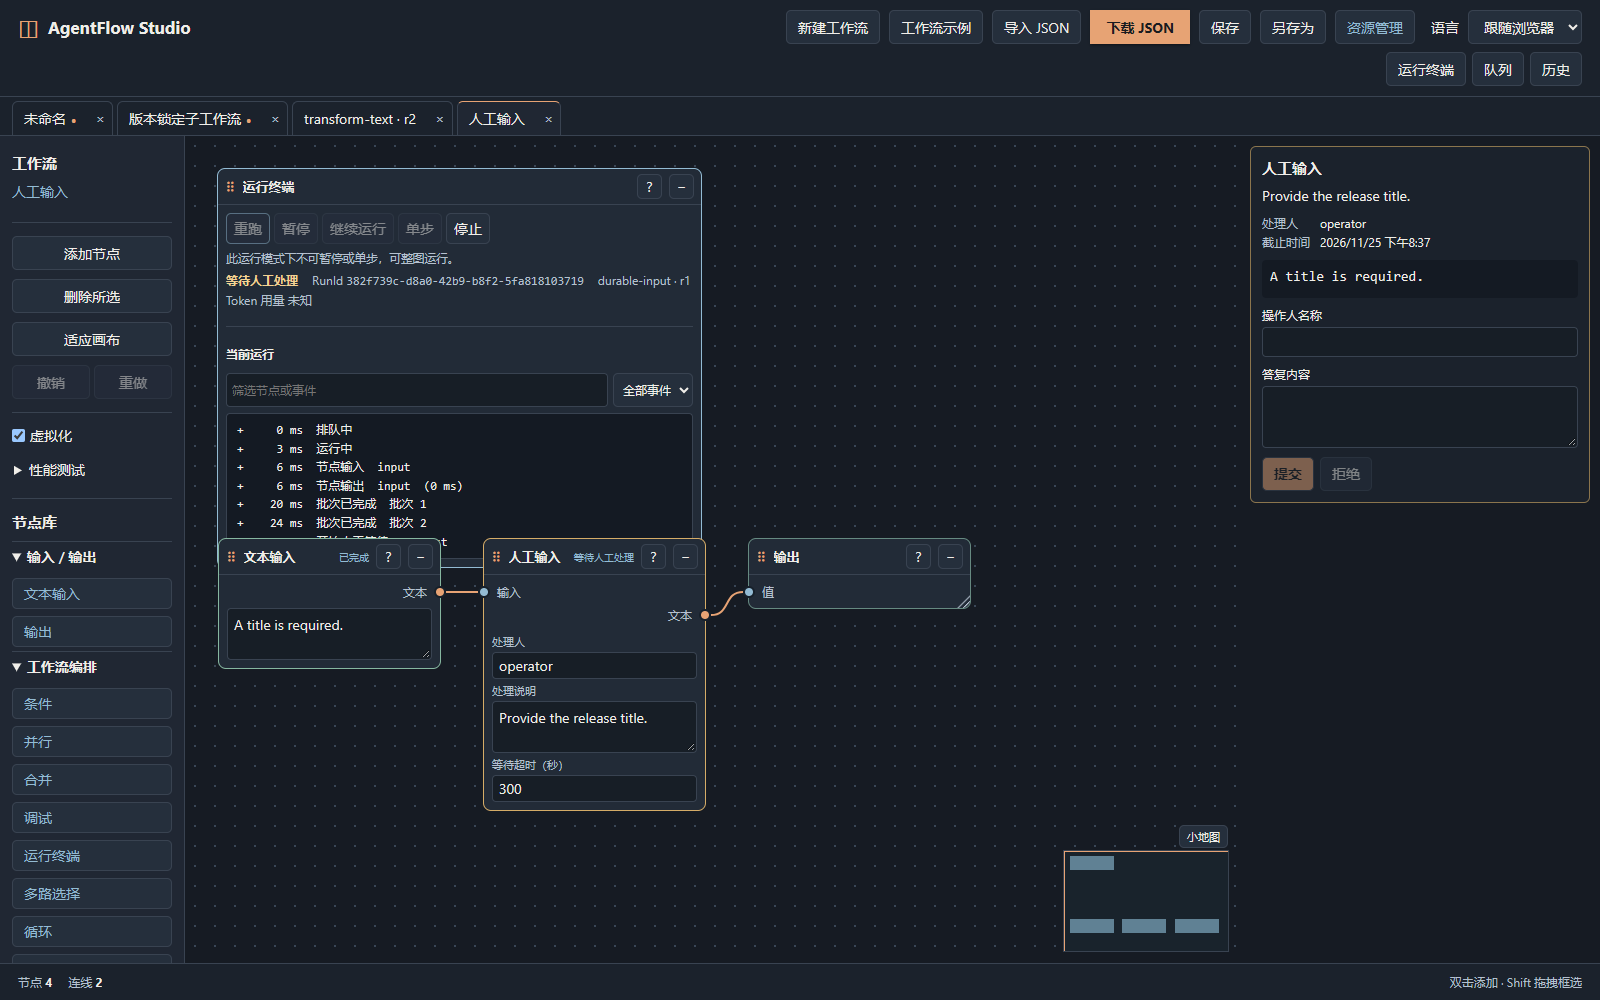 AgentFlow Studio
新建工作流 工作流示例 导入 JSON 下载 JSON 保存 另存为 资源管理 语言 跟随浏览器
运行终端 队列 历史
未命名 • × 版本锁定子工作流 • × transform-text · r2 × 人工输入 ×
工作流
人工输入
添加节点
删除所选
适应画布
撤销 重做
虚拟化
性能测试
节点库
输入 / 输出
文本输入
输出
工作流编排
条件
并行
合并
调试
运行终端
多路选择
循环
运行终端 ? −
重跑 暂停 继续运行 单步 停止
此运行模式下不可暂停或单步，可整图运行。
等待人工处理 RunId 382f739c-d8a0-42b9-b8f2-5fa818103719 durable-input · r1
Token 用量 未知
当前运行
筛选节点或事件 全部事件
+ 0 ms 排队中
+ 3 ms 运行中
+ 6 ms 节点输入 input
+ 6 ms 节点输出 input (0 ms)
+ 20 ms 批次已完成 批次 1
+ 24 ms 批次已完成 批次 2
文本输入 已完成 ? −
文本
A title is required.
人工输入 等待人工处理 ? −
输入
文本
处理人
operator
处理说明
Provide the release title.
等待超时（秒）
300
输出 ? −
值
小地图
人工输入
Provide the release title.
处理人 operator
截止时间 2026/11/25 下午8:37
A title is required.
操作人名称
答复内容
提交 拒绝
节点 4 连线 2
双击添加 · Shift 拖拽框选